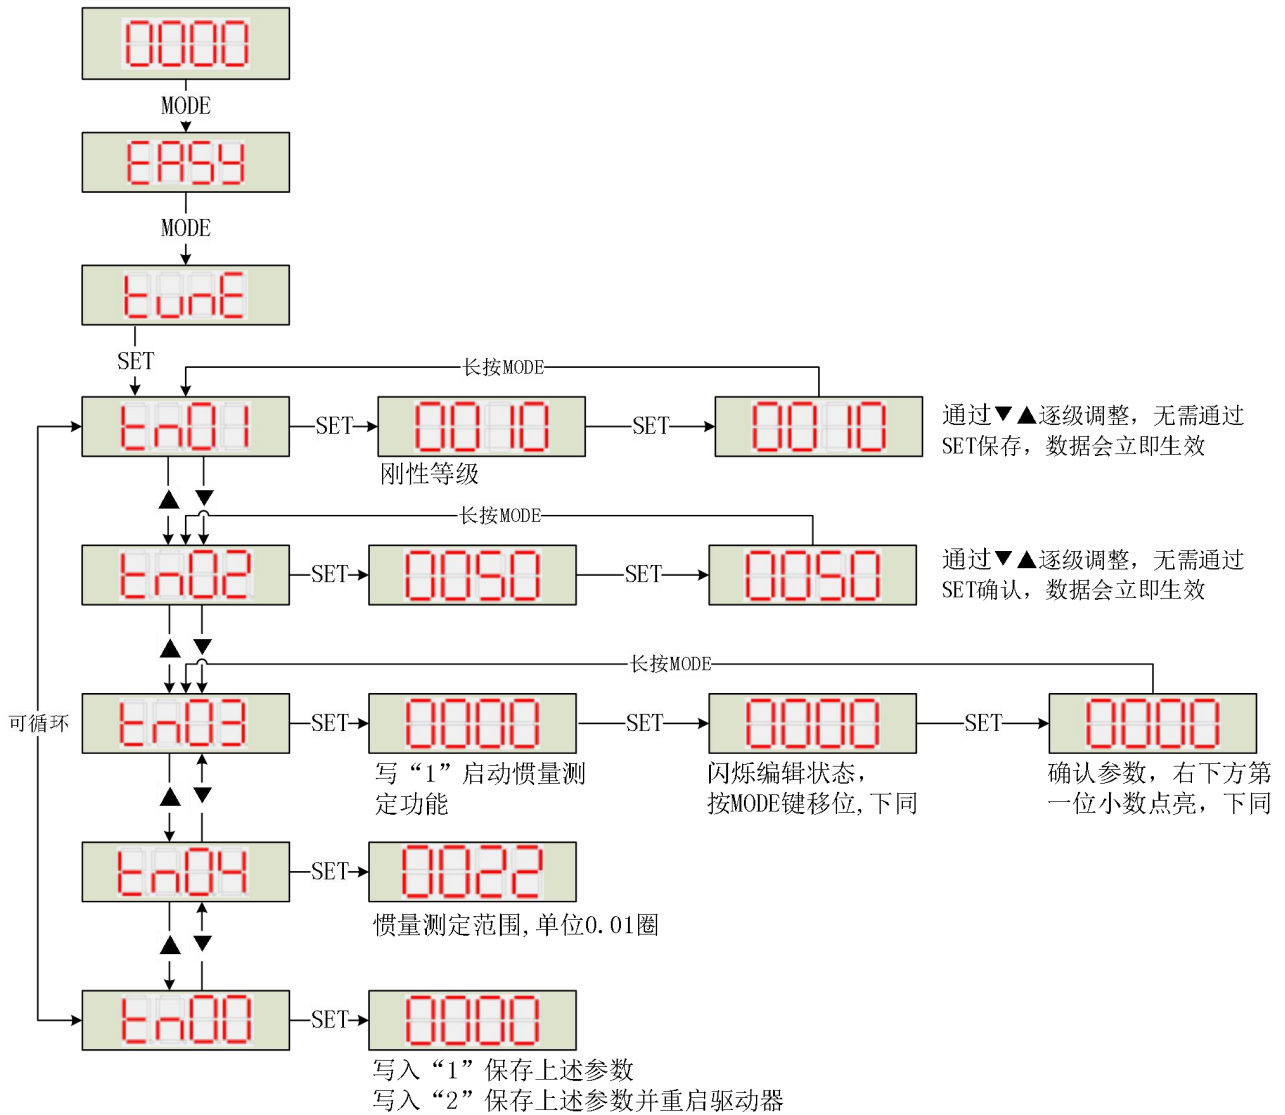 0000
MODE
EASY
MODE
tunE
SET
长按MODE
tn01
SET
0010
SET
0010
通过▼▲逐级调整，无需通过
SET保存，数据会立即生效
刚性等级
▲ ▼
长按MODE
tn02
SET
0050
SET
0050
通过▼▲逐级调整，无需通过
SET确认，数据会立即生效
▲ ▼
长按MODE
可循环
tn03
SET
0000
SET
0000
SET
0000
写“1”启动惯量测
定功能
闪烁编辑状态，
按MODE键移位,下同
确认参数，右下方第
一位小数点亮，下同
▲ ▼
tn04
SET
0022
惯量测定范围,单位0.01圈
▲ ▼
tn00
SET
0000
写入“1”保存上述参数
写入“2”保存上述参数并重启驱动器